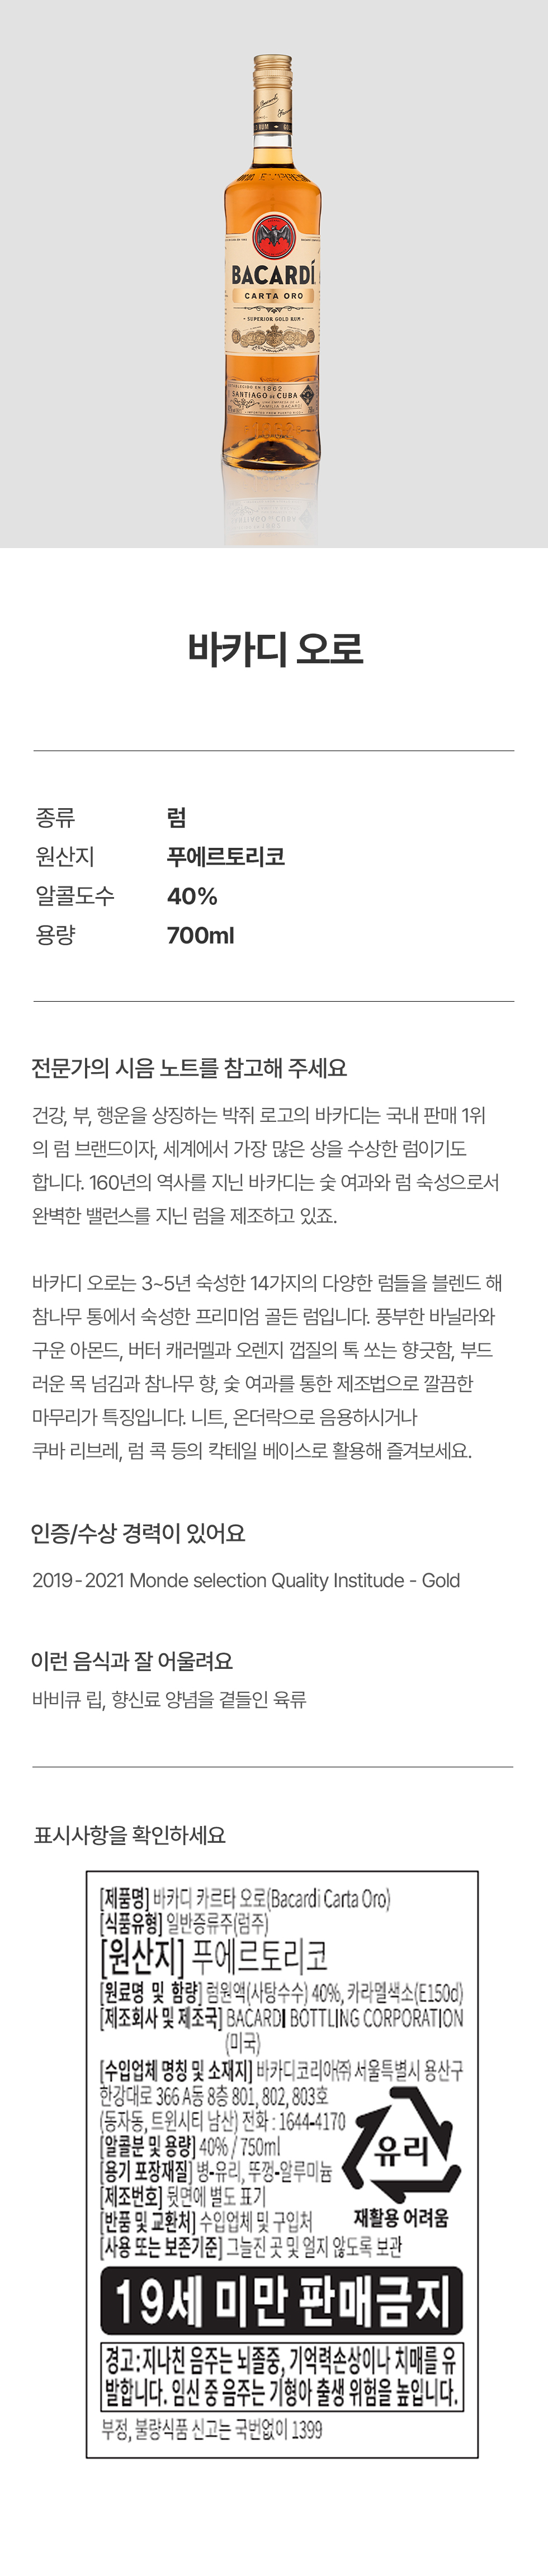 RUM
BACARDÍ
CARTA ORO
SUPERIOR GOLD RUM
ESTABLECIDO EN 1862
SANTIAGO de CUBA
FAMILIA BACARDÍ
바카디 오로
종류 럼
원산지 푸에르토리코
알콜도수 40%
용량 700ml
전문가의 시음 노트를 참고해 주세요
건강, 부, 행운을 상징하는 박쥐 로고의 바카디는 국내 판매 1위
의 럼 브랜드이자, 세계에서 가장 많은 상을 수상한 럼이기도
합니다. 160년의 역사를 지닌 바카디는 숯 여과와 럼 숙성으로서
완벽한 밸런스를 지닌 럼을 제조하고 있죠.
바카디 오로는 3~5년 숙성한 14가지의 다양한 럼들을 블렌드 해
참나무 통에서 숙성한 프리미엄 골든 럼입니다. 풍부한 바닐라와
구운 아몬드, 버터 캐러멜과 오렌지 껍질의 톡 쏘는 향긋함, 부드
러운 목 넘김과 참나무 향, 숯 여과를 통한 제조법으로 깔끔한
마무리가 특징입니다. 니트, 온더락으로 음용하시거나
쿠바 리브레, 럼 콕 등의 칵테일 베이스로 활용해 즐겨보세요.
인증/수상 경력이 있어요
2019-2021 Monde selection Quality Institude - Gold
이런 음식과 잘 어울려요
바비큐 립, 향신료 양념을 곁들인 육류
표시사항을 확인하세요
[제품명] 바카디 카르타 오로(Bacardi Carta Oro)
[식품유형] 일반증류주(럼주)
[원산지] 푸에르토리코
[원료명 및 함량] 럼원액(사탕수수) 40%, 카라멜색소(E150d)
[제조회사 및 제조국] BACARDI BOTTLING CORPORATION
(미국)
[수입업체 명칭 및 소재지] 바카디코리아㈜ 서울특별시 용산구
한강대로 366 A동 8층 801, 802, 803호
(동자동, 트윈시티 남산) 전화 : 1644-4170
[알콜분 및 용량] 40% / 750ml
[용기 포장재질] 병-유리, 뚜껑-알루미늄
[제조번호] 뒷면에 별도 표기
[반품 및 교환처] 수입업체 및 구입처
[사용 또는 보존기준] 그늘진 곳 및 얼지 않도록 보관
유리
재활용 어려움
19세 미만 판매금지
경고:지나친 음주는 뇌졸중, 기억력손상이나 치매를 유
발합니다. 임신 중 음주는 기형아 출생 위험을 높입니다.
부정, 불량식품 신고는 국번없이 1399